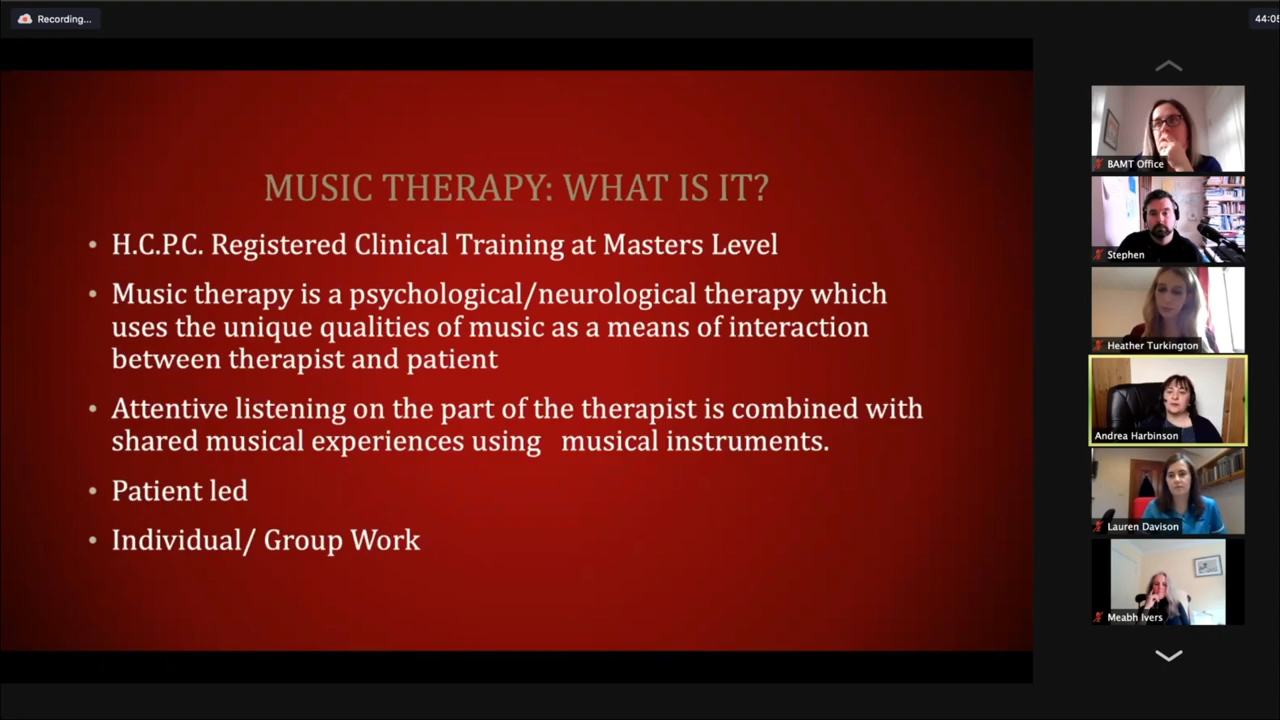 Recording...
44:05
MUSIC THERAPY: WHAT IS IT?
• H.C.P.C. Registered Clinical Training at Masters Level
• Music therapy is a psychological/neurological therapy which
uses the unique qualities of music as a means of interaction
between therapist and patient
• Attentive listening on the part of the therapist is combined with
shared musical experiences using musical instruments.
• Patient led
• Individual/ Group Work
BAMT Office
Stephen
Heather Turkington
Andrea Harbinson
Lauren Davison
Meabh Ivers